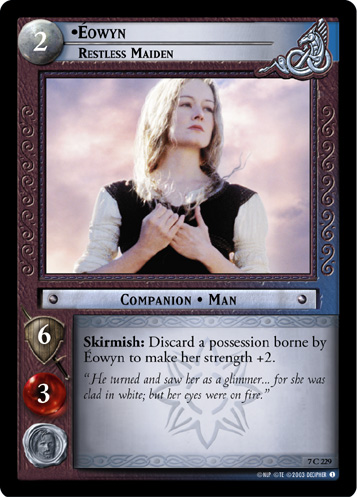 2
•Éowyn
Restless Maiden
Companion • Man
6
3
Skirmish: Discard a possession borne by
Éowyn to make her strength +2.
"He turned and saw her as a glimmer... for she was
clad in white; but her eyes were on fire."
7 C 229
©NLP ™TE ©2003 DECIPHER